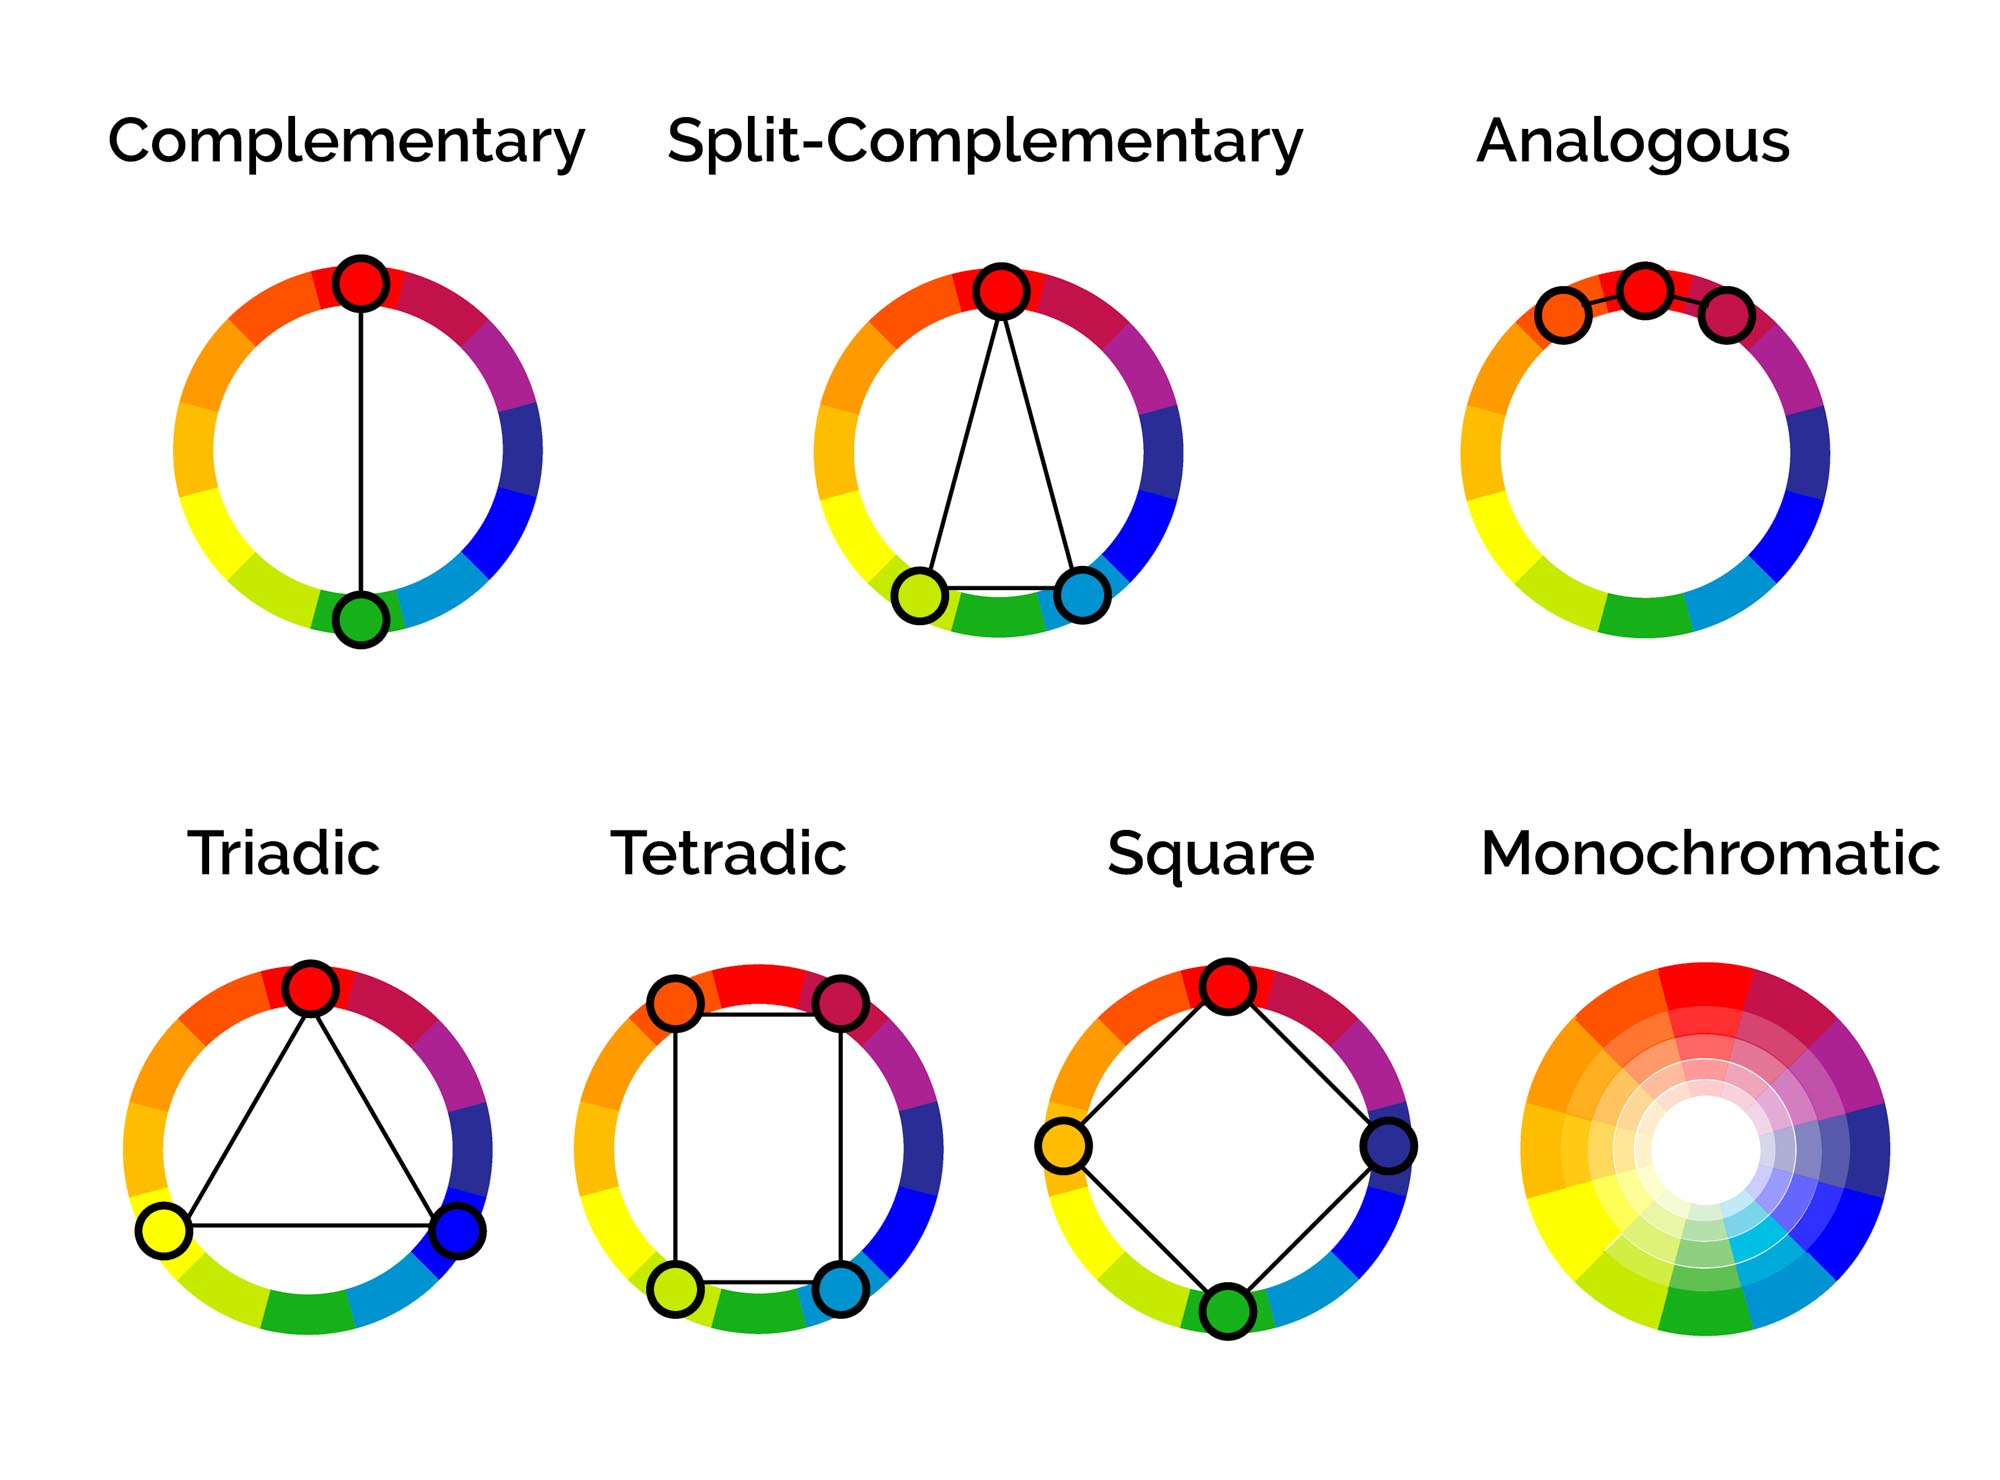 Complementary
Split-Complementary
Analogous
Triadic
Tetradic
Square
Monochromatic